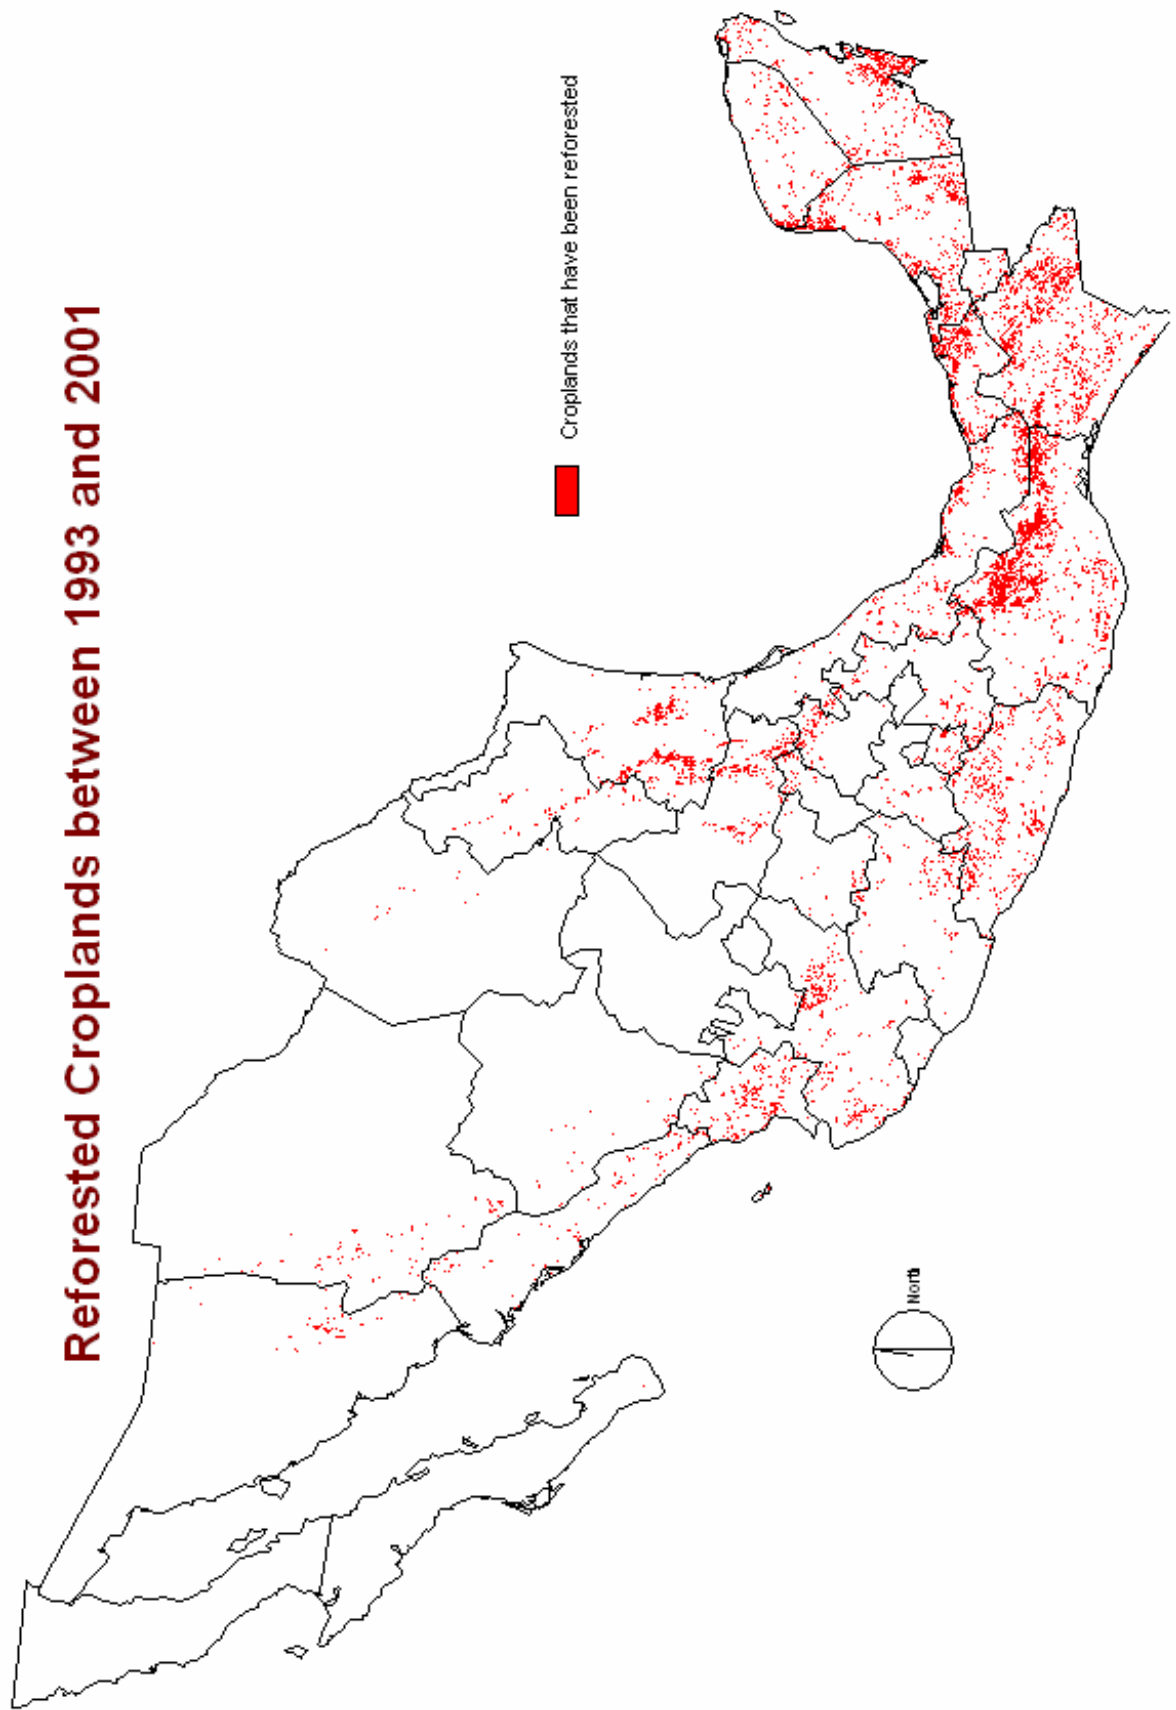 Reforested Croplands between 1993 and 2001
Croplands that have been reforested
North